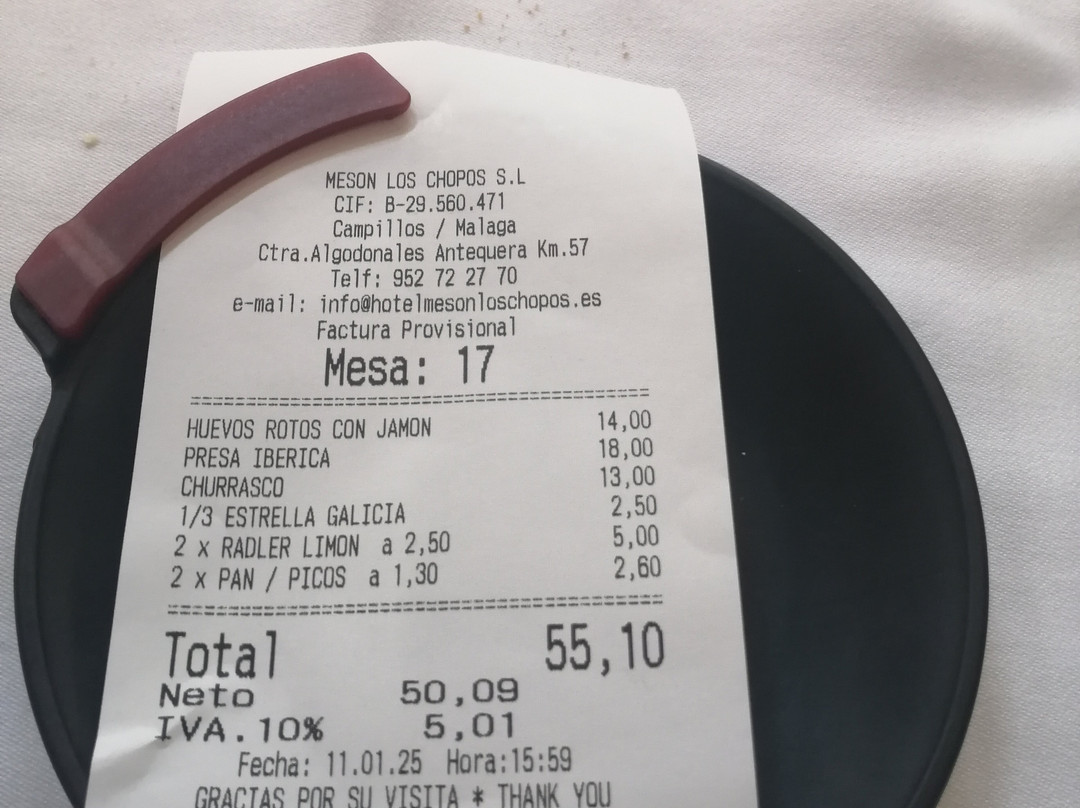 MESON LOS CHOPOS S.L
CIF: B-29.560.471
Campillos / Malaga
Ctra.Algodonales Antequera Km.57
Telf: 952 72 27 70
e-mail: info@hotelmesonloschopos.es
Factura Provisional
Mesa: 17
HUEVOS ROTOS CON JAMON 14,00
PRESA IBERICA 18,00
CHURRASCO 13,00
1/3 ESTRELLA GALICIA 2,50
2 x RADLER LIMON a 2,50 5,00
2 x PAN / PICOS a 1,30 2,60
Total 55,10
Neto 50,09
IVA.10% 5,01
Fecha: 11.01.25 Hora:15:59
GRACIAS POR SU VISITA * THANK YOU